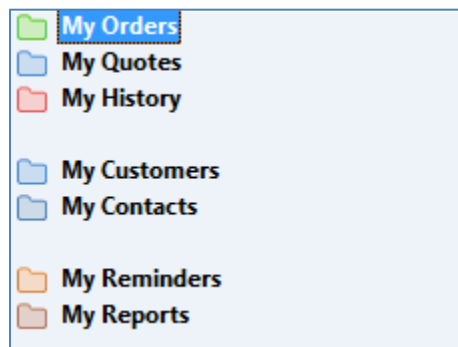 My Orders
My Quotes
My History
My Customers
My Contacts
My Reminders
My Reports